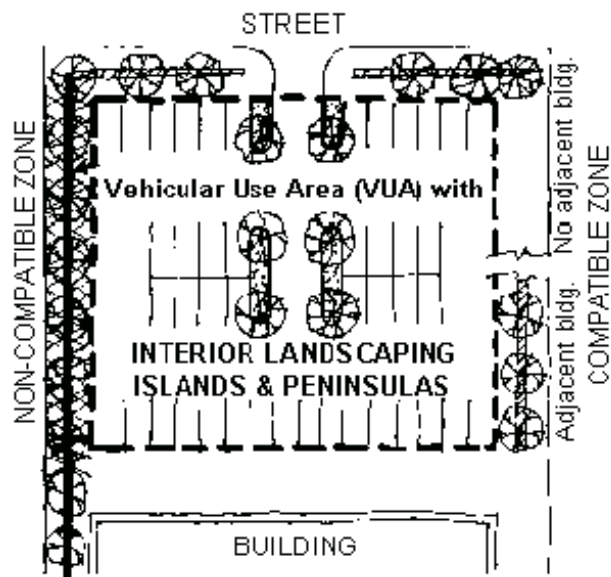 STREET
NON-COMPATIBLE ZONE
Vehicular Use Area (VUA) with
INTERIOR LANDSCAPING
ISLANDS & PENINSULAS
No adjacent bldg.
Adjacent bldg.
COMPATIBLE ZONE
BUILDING